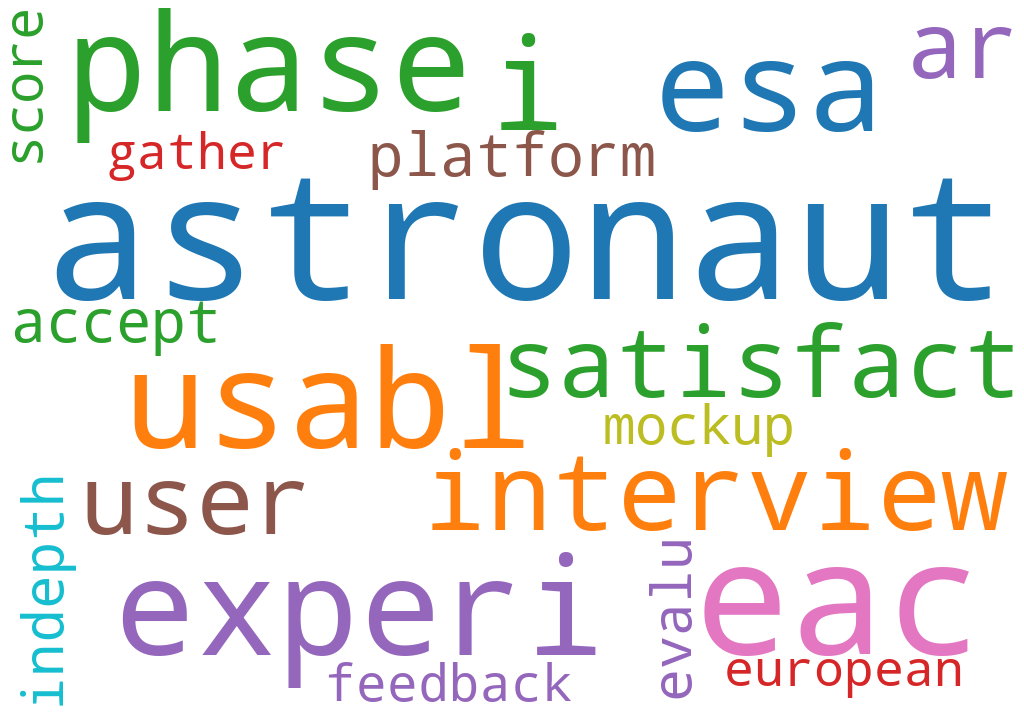 score
phase
i
esa
ar
gather
platform
astronaut
accept
satisfact
usabl
mockup
interview
user
indepth
experi
evalu
eac
feedback
european